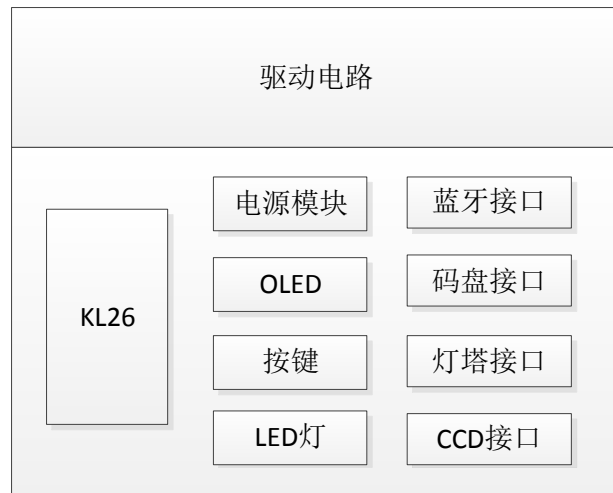 驱动电路
KL26
电源模块
蓝牙接口
OLED
码盘接口
按键
灯塔接口
LED灯
CCD接口